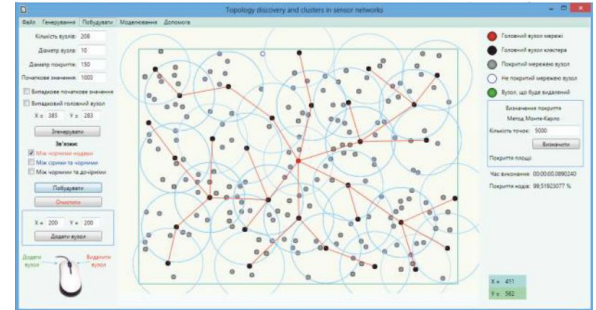 Topology discovery and clusters in sensor networks
Файл Генерування Побудувати Моделювання Допомога
Кількість вузлів: 208
Діаметр вузла: 10
Діаметр покриття: 150
Початкове значення: 1000
Випадкове початкове значення
Випадковий головний вузол
X = 383 Y = 283
Згенерувати
Зв'язки:
Між чорними нодами
Між сірими та чорними
Між чорними та дочірніми
Побудувати
Очистити
X = 200 Y = 200
Додати вузол
Додати вузол
Видалити вузол
Головний вузол мережі
Головний вузол кластера
Покритий мережею вузол
Не покритий мережею вузол
Вузол, що буде видалений
Визначення покриття
Метод Монте-Карло
Кількість точок: 5000
Визначити
Покриття площі:
Час виконання: 00:00:00.0890240
Покриття нодів: 99,51923077 %
X = 411
Y = 562